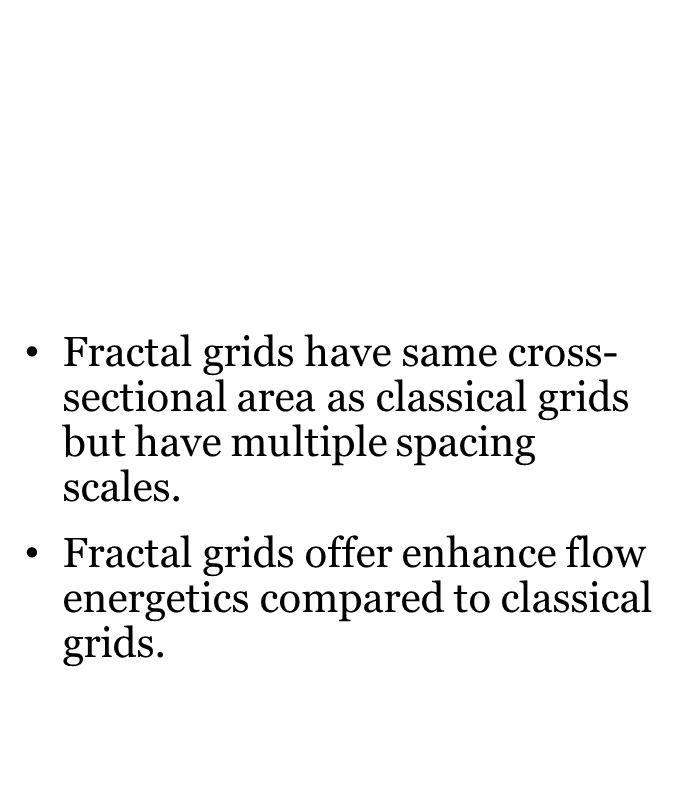 • Fractal grids have same cross-
sectional area as classical grids
but have multiple spacing
scales.
• Fractal grids offer enhance flow
energetics compared to classical
grids.